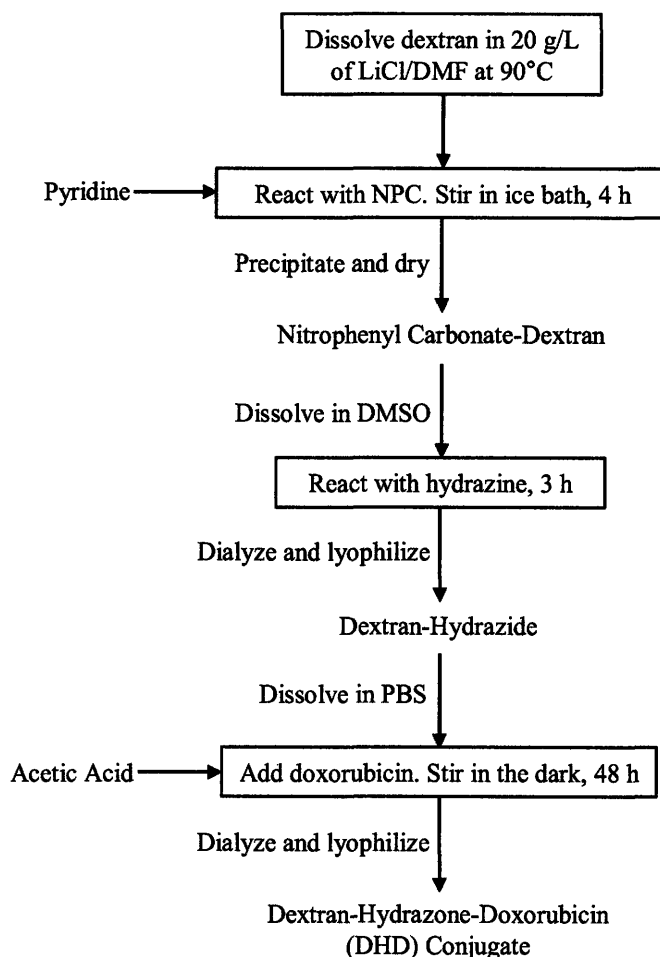 Dissolve dextran in 20 g/L
of LiCl/DMF at 90°C
Pyridine
React with NPC. Stir in ice bath, 4 h
Precipitate and dry
Nitrophenyl Carbonate-Dextran
Dissolve in DMSO
React with hydrazine, 3 h
Dialyze and lyophilize
Dextran-Hydrazide
Dissolve in PBS
Acetic Acid
Add doxorubicin. Stir in the dark, 48 h
Dialyze and lyophilize
Dextran-Hydrazone-Doxorubicin
(DHD) Conjugate